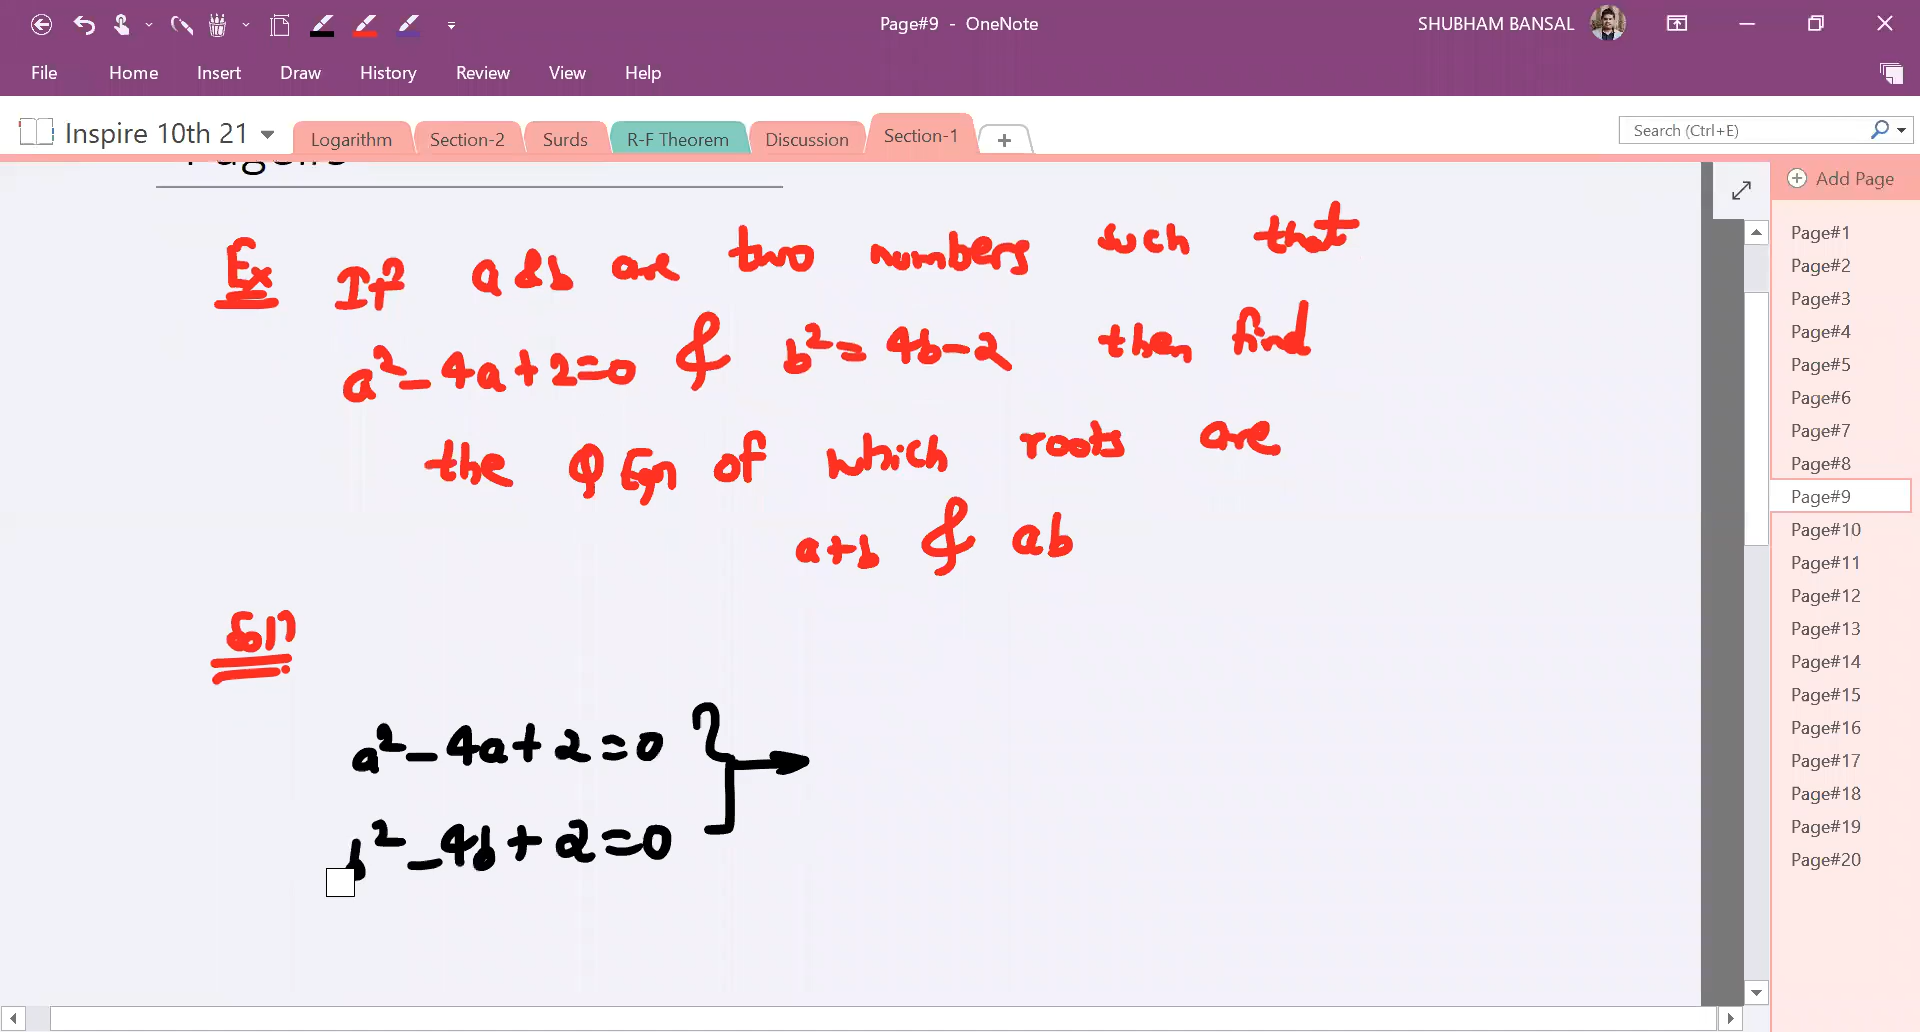 Page#9 - OneNote
SHUBHAM BANSAL
File Home Insert Draw History Review View Help
Inspire 10th 21
Logarithm Section-2 Surds R-F Theorem Discussion Section-1
Search (Ctrl+E)
Add Page
Ex If a & b are two numbers such that
a² - 4a + 2 = 0 & b² = 4b - 2 then find
the Q Eqn of which roots are
a+b & ab
Soln
a² - 4a + 2 = 0
b² - 4b + 2 = 0
Page#1
Page#2
Page#3
Page#4
Page#5
Page#6
Page#7
Page#8
Page#9
Page#10
Page#11
Page#12
Page#13
Page#14
Page#15
Page#16
Page#17
Page#18
Page#19
Page#20